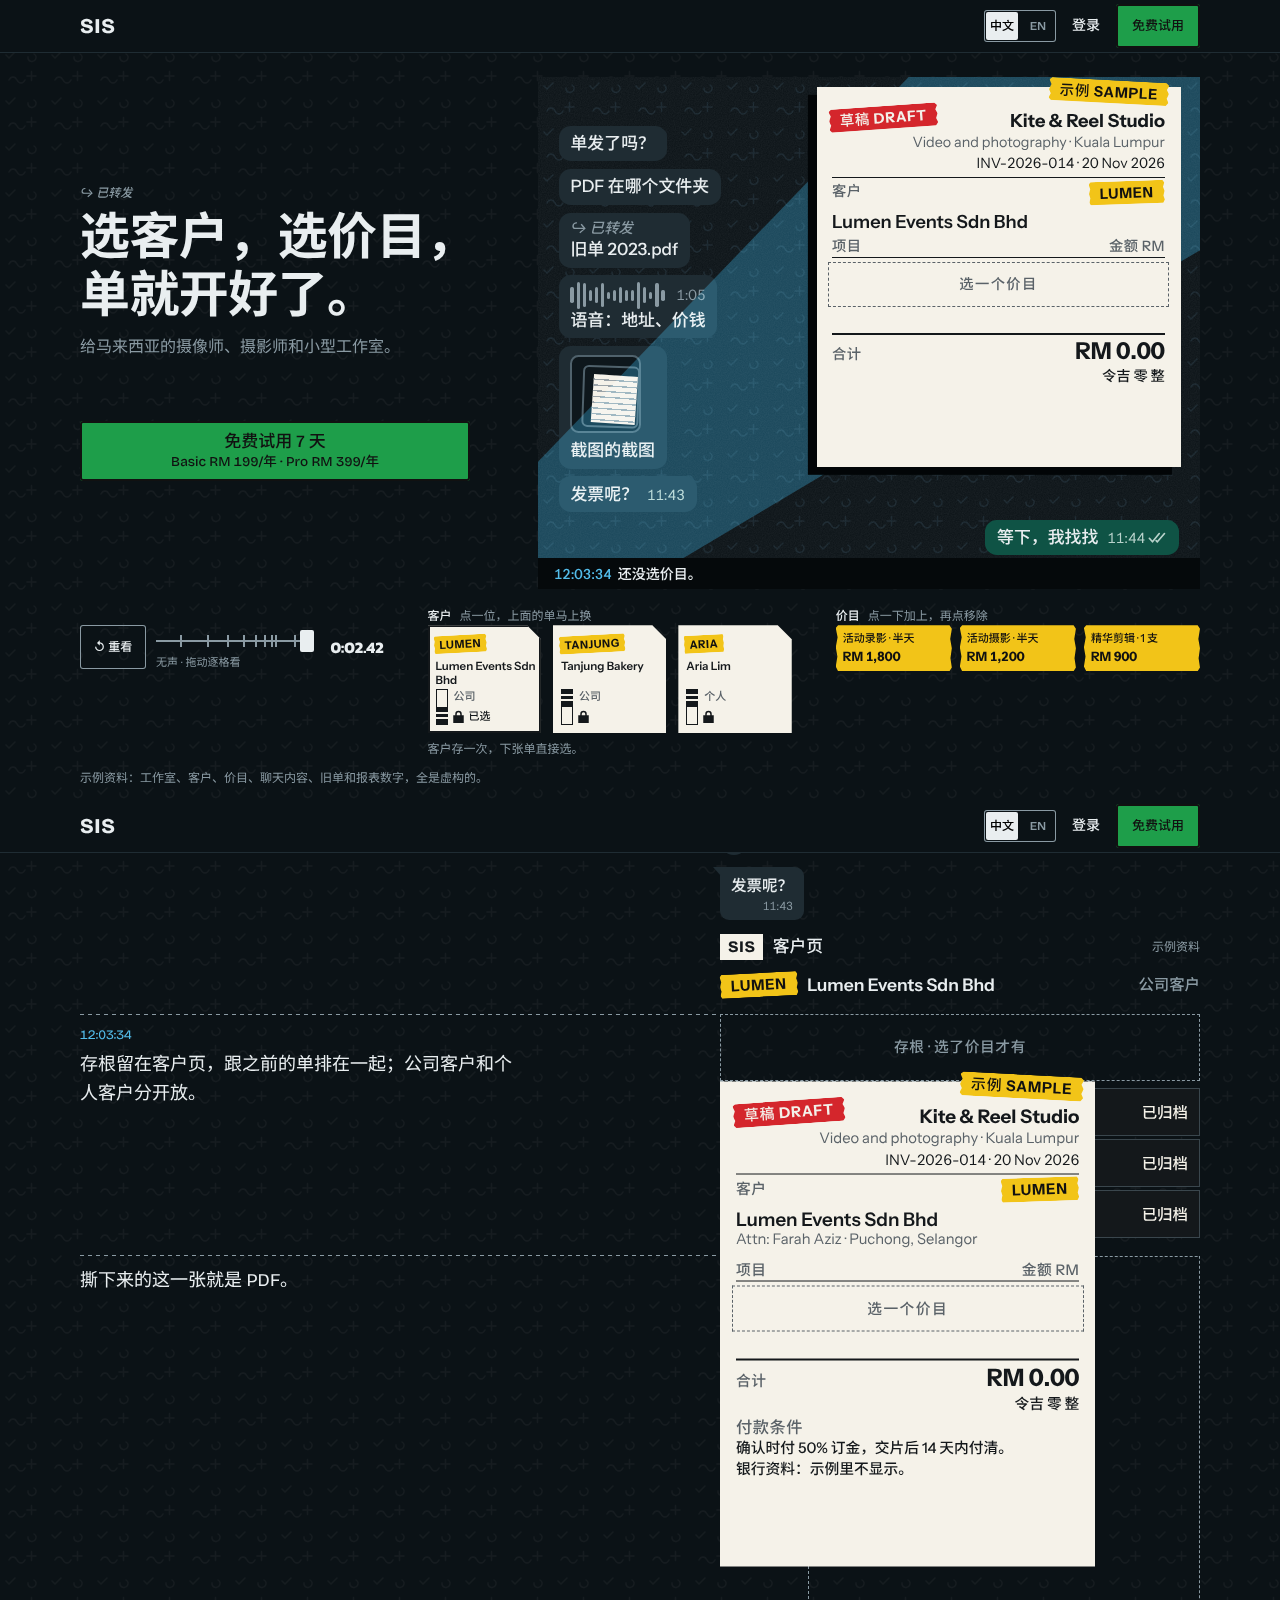 SIS
中文 EN 登录 免费试用
↪ 已转发
选客户，选价目，
单就开好了。
给马来西亚的摄像师、摄影师和小型工作室。
免费试用 7 天
Basic RM 199/年 · Pro RM 399/年
单发了吗？
PDF 在哪个文件夹
↪ 已转发
旧单 2023.pdf
1:05
语音：地址、价钱
截图的截图
发票呢？ 11:43
示例 SAMPLE
草稿 DRAFT
Kite & Reel Studio
Video and photography · Kuala Lumpur
INV-2026-014 · 20 Nov 2026
客户 LUMEN
Lumen Events Sdn Bhd
项目 金额 RM
选一个价目
合计 RM 0.00
令吉 零 整
等下，我找找 11:44
12:03:34 还没选价目。
重看
无声 · 拖动逐格看
0:02.42
客户 点一位，上面的单马上换
LUMEN
Lumen Events Sdn Bhd
公司
已选
TANJUNG
Tanjung Bakery
公司
ARIA
Aria Lim
个人
客户存一次，下张单直接选。
价目 点一下加上，再点移除
活动录影 · 半天
RM 1,800
活动摄影 · 半天
RM 1,200
精华剪辑 · 1 支
RM 900
示例资料：工作室、客户、价目、聊天内容、旧单和报表数字，全是虚构的。
SIS
中文 EN 登录 免费试用
发票呢？
11:43
SIS 客户页 示例资料
LUMEN Lumen Events Sdn Bhd 公司客户
12:03:34
存根留在客户页，跟之前的单排在一起；公司客户和个
人客户分开放。
存根 · 选了价目才有
已归档
已归档
已归档
示例 SAMPLE
草稿 DRAFT
Kite & Reel Studio
Video and photography · Kuala Lumpur
INV-2026-014 · 20 Nov 2026
客户 LUMEN
Lumen Events Sdn Bhd
Attn: Farah Aziz · Puchong, Selangor
项目 金额 RM
选一个价目
合计 RM 0.00
令吉 零 整
付款条件
确认时付 50% 订金，交片后 14 天内付清。
银行资料：示例里不显示。
撕下来的这一张就是 PDF。